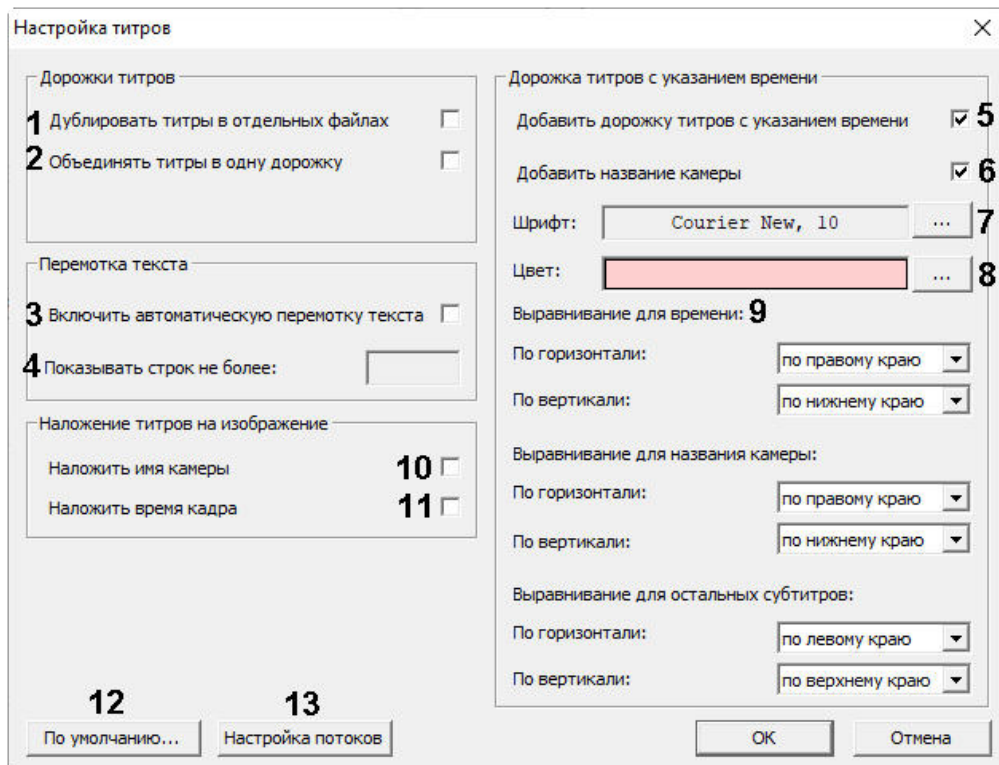 Настройка титров
Дорожки титров
1 Дублировать титры в отдельных файлах
2 Объединять титры в одну дорожку
Перемотка текста
3 Включить автоматическую перемотку текста
4 Показывать строк не более:
Наложение титров на изображение
Наложить имя камеры 10
Наложить время кадра 11
12
По умолчанию...
13
Настройка потоков
Дорожка титров с указанием времени
Добавить дорожку титров с указанием времени 5
Добавить название камеры 6
Шрифт: Courier New, 10 ... 7
Цвет: ... 8
Выравнивание для времени: 9
По горизонтали: по правому краю
По вертикали: по нижнему краю
Выравнивание для названия камеры:
По горизонтали: по правому краю
По вертикали: по нижнему краю
Выравнивание для остальных субтитров:
По горизонтали: по левому краю
По вертикали: по верхнему краю
OK
Отмена